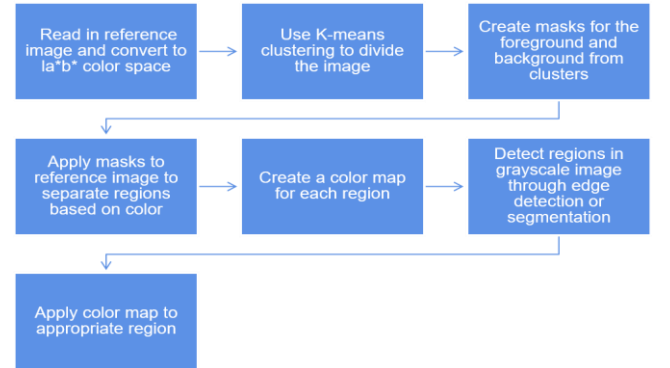 Read in reference
image and convert to
la*b* color space
Use K-means
clustering to divide
the image
Create masks for the
foreground and
background from
clusters
Apply masks to
reference image to
separate regions
based on color
Create a color map
for each region
Detect regions in
grayscale image
through edge
detection or
segmentation
Apply color map to
appropriate region